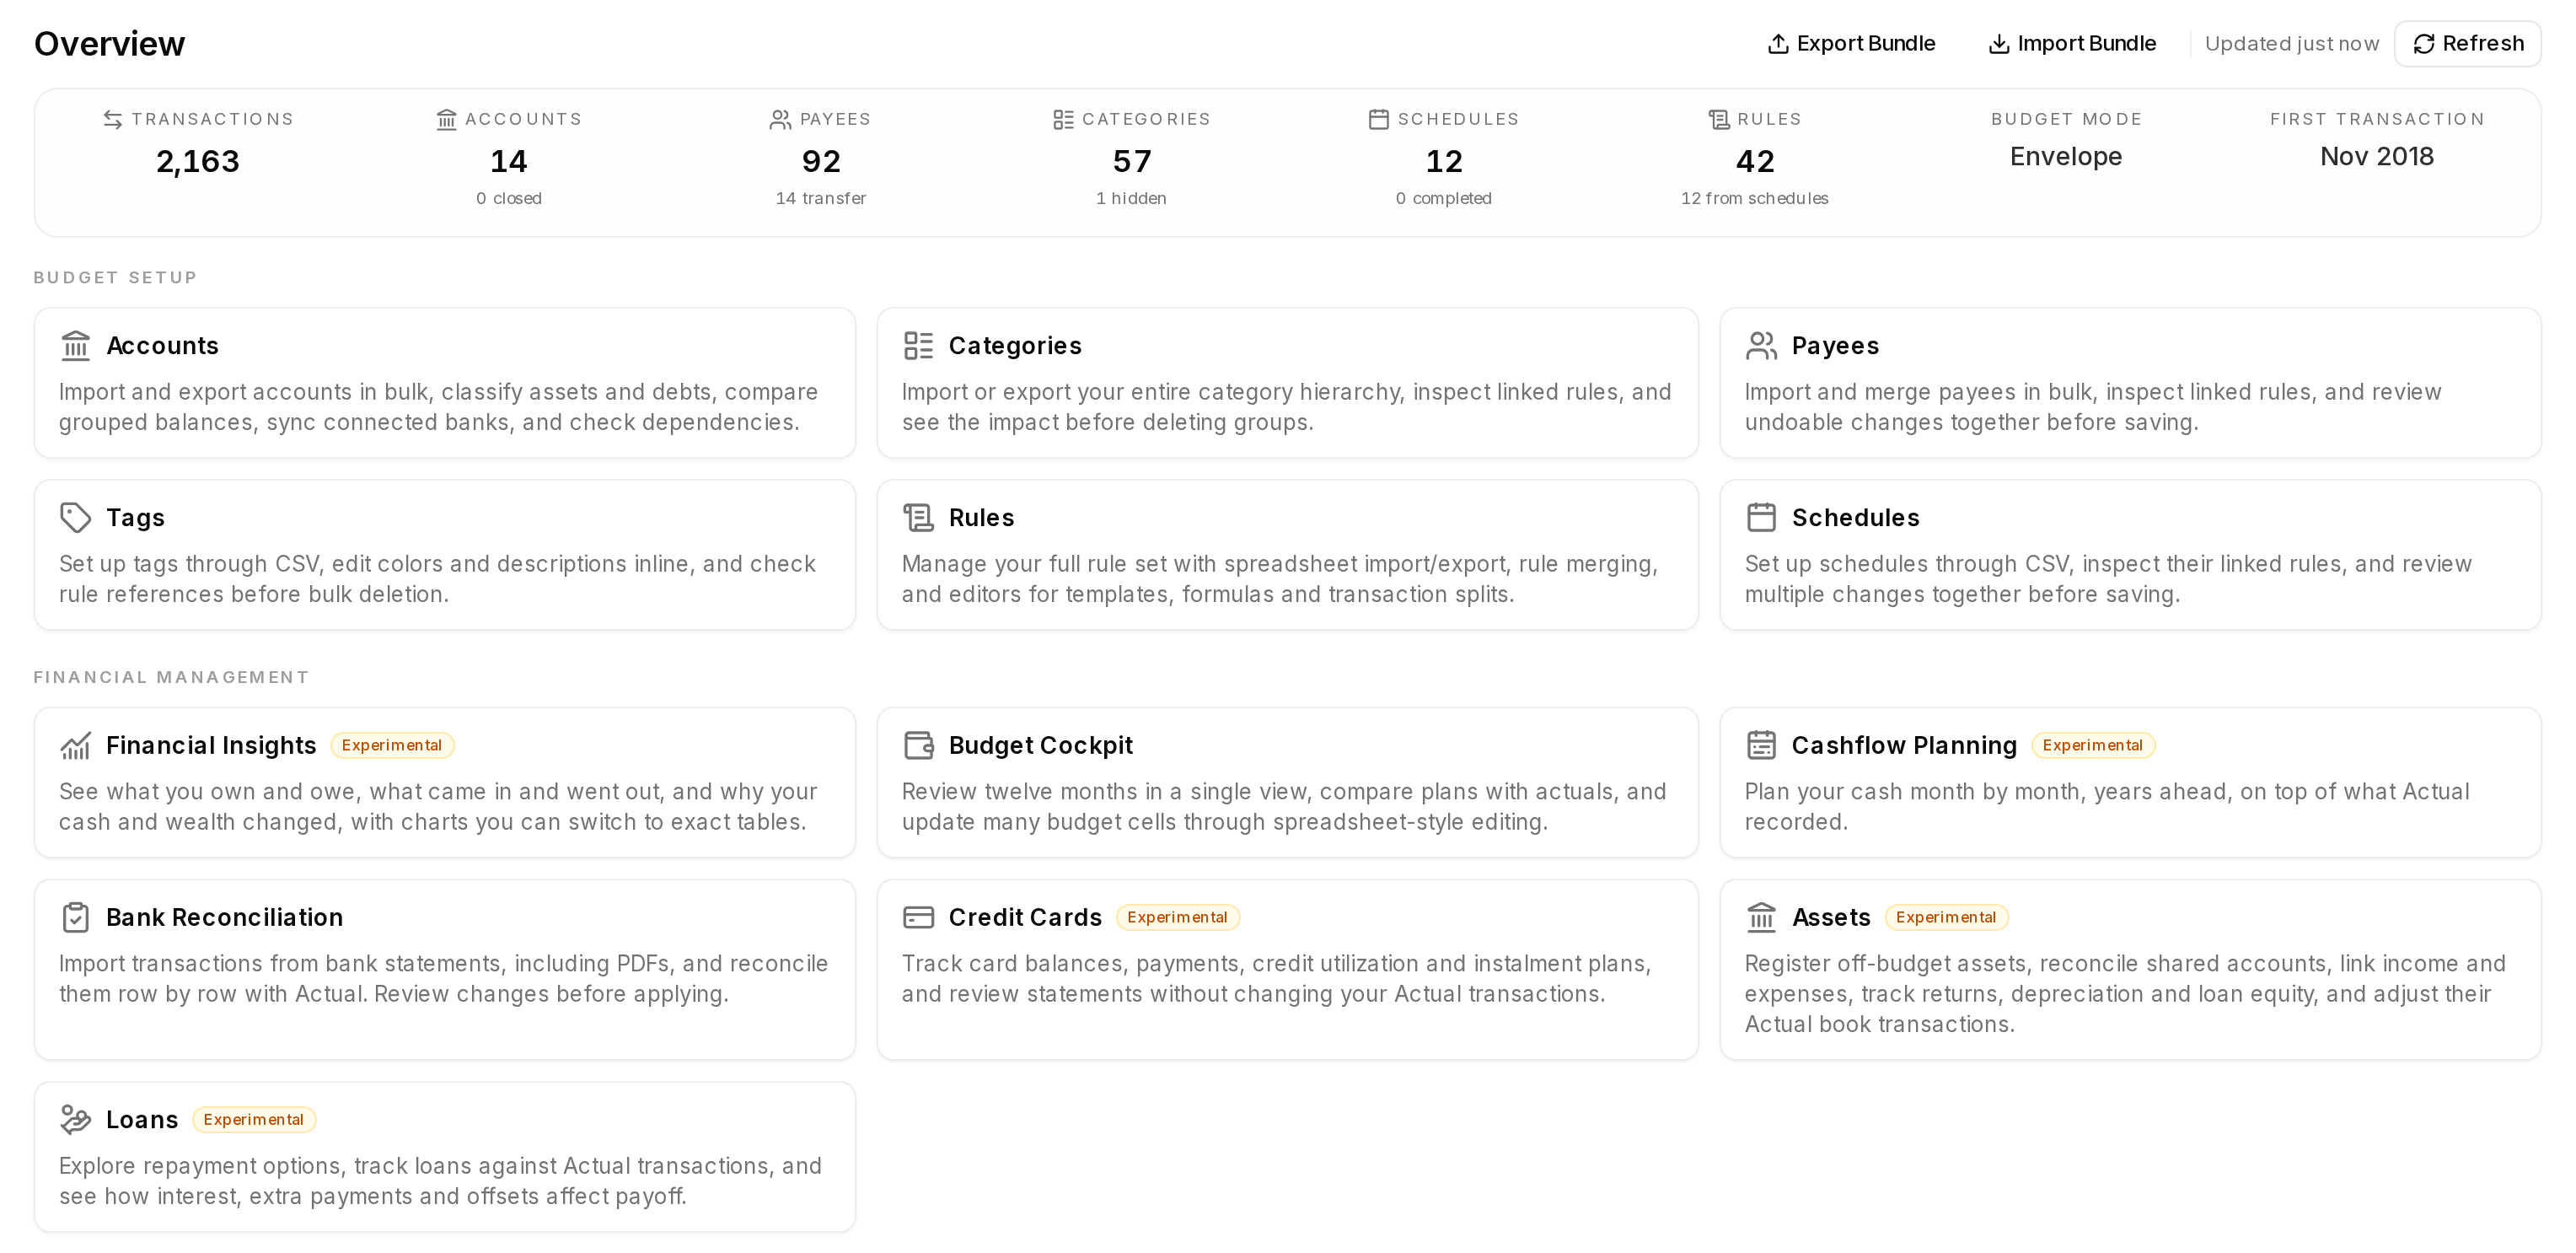 Overview
Export Bundle
Import Bundle
Updated just now
Refresh
TRANSACTIONS
2,163
ACCOUNTS
14
0 closed
PAYEES
92
14 transfer
CATEGORIES
57
1 hidden
SCHEDULES
12
0 completed
RULES
42
12 from schedules
BUDGET MODE
Envelope
FIRST TRANSACTION
Nov 2018
BUDGET SETUP
Accounts
Import and export accounts in bulk, classify assets and debts, compare
grouped balances, sync connected banks, and check dependencies.
Categories
Import or export your entire category hierarchy, inspect linked rules, and
see the impact before deleting groups.
Payees
Import and merge payees in bulk, inspect linked rules, and review
undoable changes together before saving.
Tags
Set up tags through CSV, edit colors and descriptions inline, and check
rule references before bulk deletion.
Rules
Manage your full rule set with spreadsheet import/export, rule merging,
and editors for templates, formulas and transaction splits.
Schedules
Set up schedules through CSV, inspect their linked rules, and review
multiple changes together before saving.
FINANCIAL MANAGEMENT
Financial Insights
Experimental
See what you own and owe, what came in and went out, and why your
cash and wealth changed, with charts you can switch to exact tables.
Budget Cockpit
Review twelve months in a single view, compare plans with actuals, and
update many budget cells through spreadsheet-style editing.
Cashflow Planning
Experimental
Plan your cash month by month, years ahead, on top of what Actual
recorded.
Bank Reconciliation
Import transactions from bank statements, including PDFs, and reconcile
them row by row with Actual. Review changes before applying.
Credit Cards
Experimental
Track card balances, payments, credit utilization and instalment plans,
and review statements without changing your Actual transactions.
Assets
Experimental
Register off-budget assets, reconcile shared accounts, link income and
expenses, track returns, depreciation and loan equity, and adjust their
Actual book transactions.
Loans
Experimental
Explore repayment options, track loans against Actual transactions, and
see how interest, extra payments and offsets affect payoff.